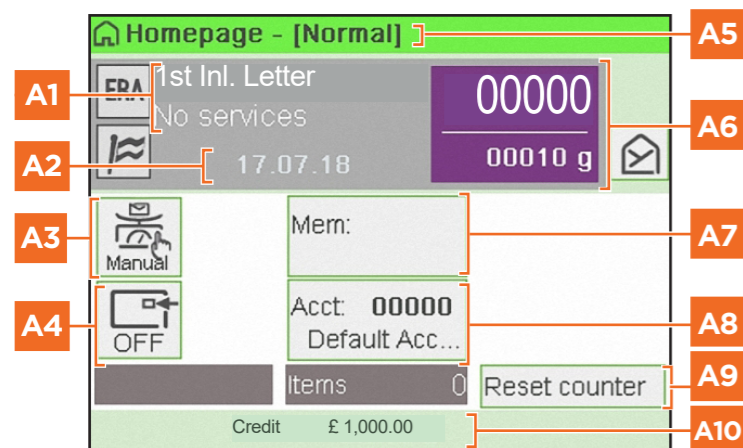 Homepage - [Normal]
A5
A1
ERA
1st Inl. Letter
No services
00000
A6
A2
17.07.18
00010 g
A3
Manual
Mem:
A7
A4
OFF
Acct: 00000
Default Acc...
A8
Items 0
Reset counter
A9
Credit £ 1,000.00
A10